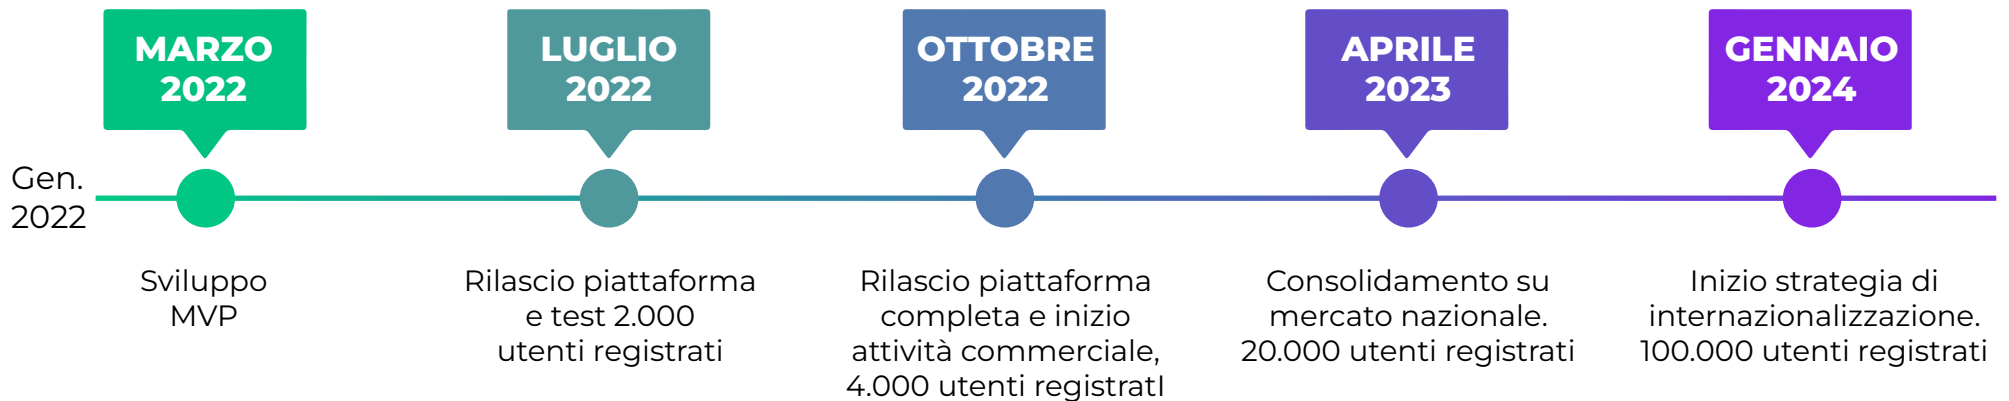 MARZO
2022
LUGLIO
2022
OTTOBRE
2022
APRILE
2023
GENNAIO
2024
Gen.
2022
Sviluppo
MVP
Rilascio piattaforma
e test 2.000
utenti registrati
Rilascio piattaforma
completa e inizio
attività commerciale,
4.000 utenti registratI
Consolidamento su
mercato nazionale.
20.000 utenti registrati
Inizio strategia di
internazionalizzazione.
100.000 utenti registrati